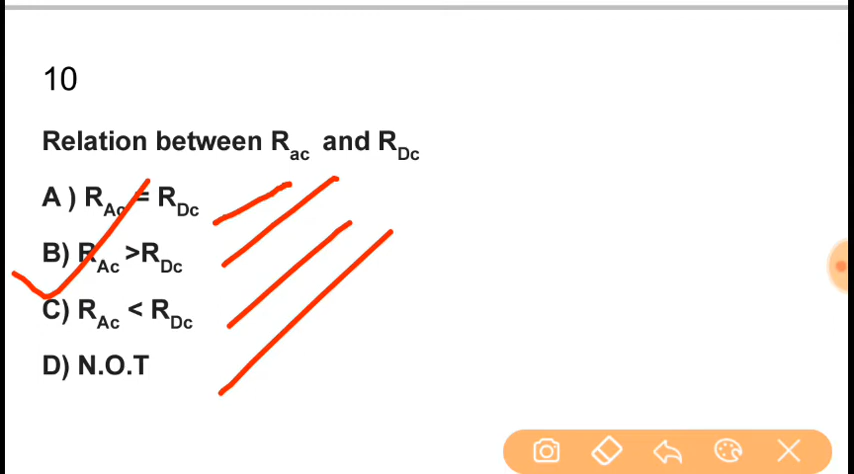 10
Relation between Rac and RDc
A ) RAc = RDc
B) RAc >RDc
C) RAc < RDc
D) N.O.T